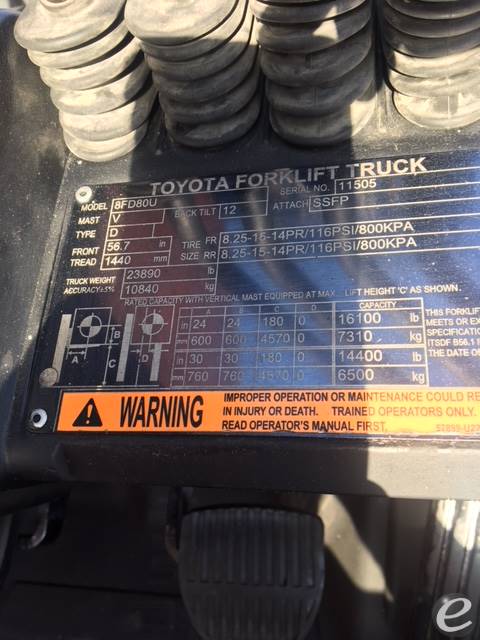 TOYOTA FORKLIFT TRUCK
MODEL 8FD80U SERIAL NO. 11505
MAST V BACK TILT 12 ATTACH SSFP
TYPE D
FRONT TREAD 56.7 in 1440 mm
TIRE SIZE FR 8.25-15-14PR/116PSI/800KPA
RR 8.25-15-14PR/116PSI/800KPA
TRUCK WEIGHT 23890 lb
ACCURACY±5% 10840 kg
RATED CAPACITY WITH VERTICAL MAST EQUIPPED AT MAX. LIFT HEIGHT 'C' AS SHOWN.
A B C D CAPACITY
in 24 24 180 0 16100 lb
mm 600 600 4570 0 7310 kg
in 30 30 180 0 14400 lb
mm 760 760 4570 0 6500 kg
A B C D
THIS FORKLIF
MEETS OR EX
SPECIFICATION
ITSDF B56.1 
THE DATE OF
WARNING
IMPROPER OPERATION OR MAINTENANCE COULD RE
IN INJURY OR DEATH. TRAINED OPERATORS ONLY.
READ OPERATOR'S MANUAL FIRST.
e